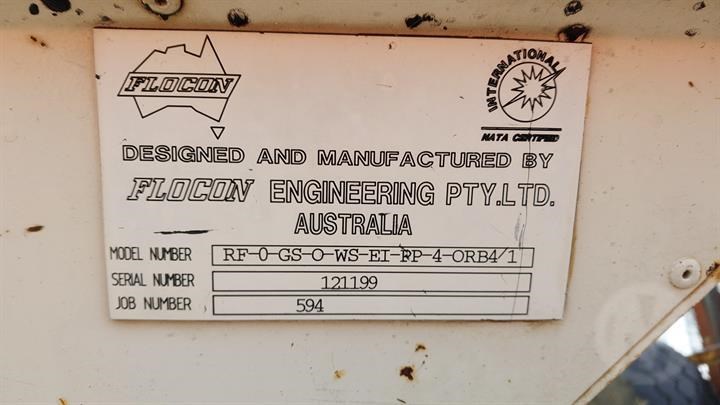 FLOCON
INTERNATIONAL
NATA CERTIFIED
DESIGNED AND MANUFACTURED BY
FLOCON ENGINEERING PTY.LTD.
AUSTRALIA
MODEL NUMBER RF-0-GS-O-WS-EI-FP-4-ORB4/1
SERIAL NUMBER 121199
JOB NUMBER 594